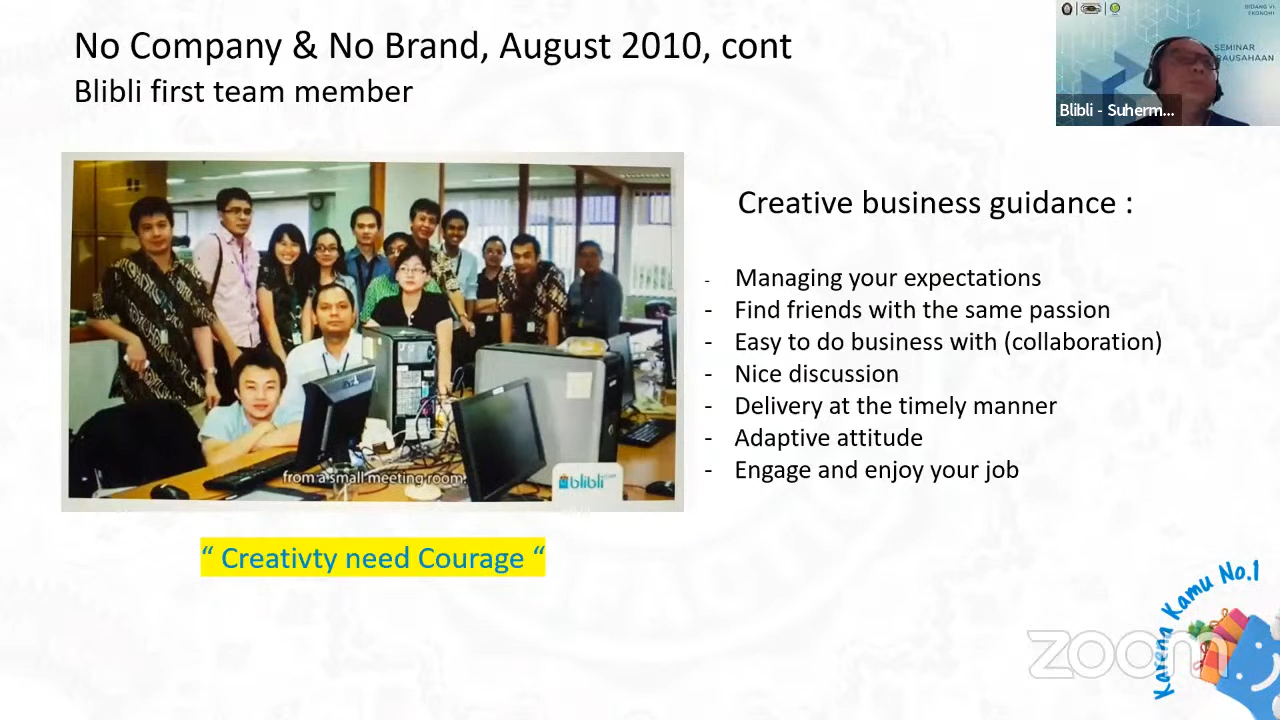 No Company & No Brand, August 2010, cont
Blibli first team member
BIDANG VI
EKONOMI
SEMINAR
Blibli - Suherm...
Creative business guidance :
- Managing your expectations
- Find friends with the same passion
- Easy to do business with (collaboration)
- Nice discussion
- Delivery at the timely manner
- Adaptive attitude
- Engage and enjoy your job
from a small meeting room.
blibli
“ Creativty need Courage “
Karena Kamu No.1
zoom